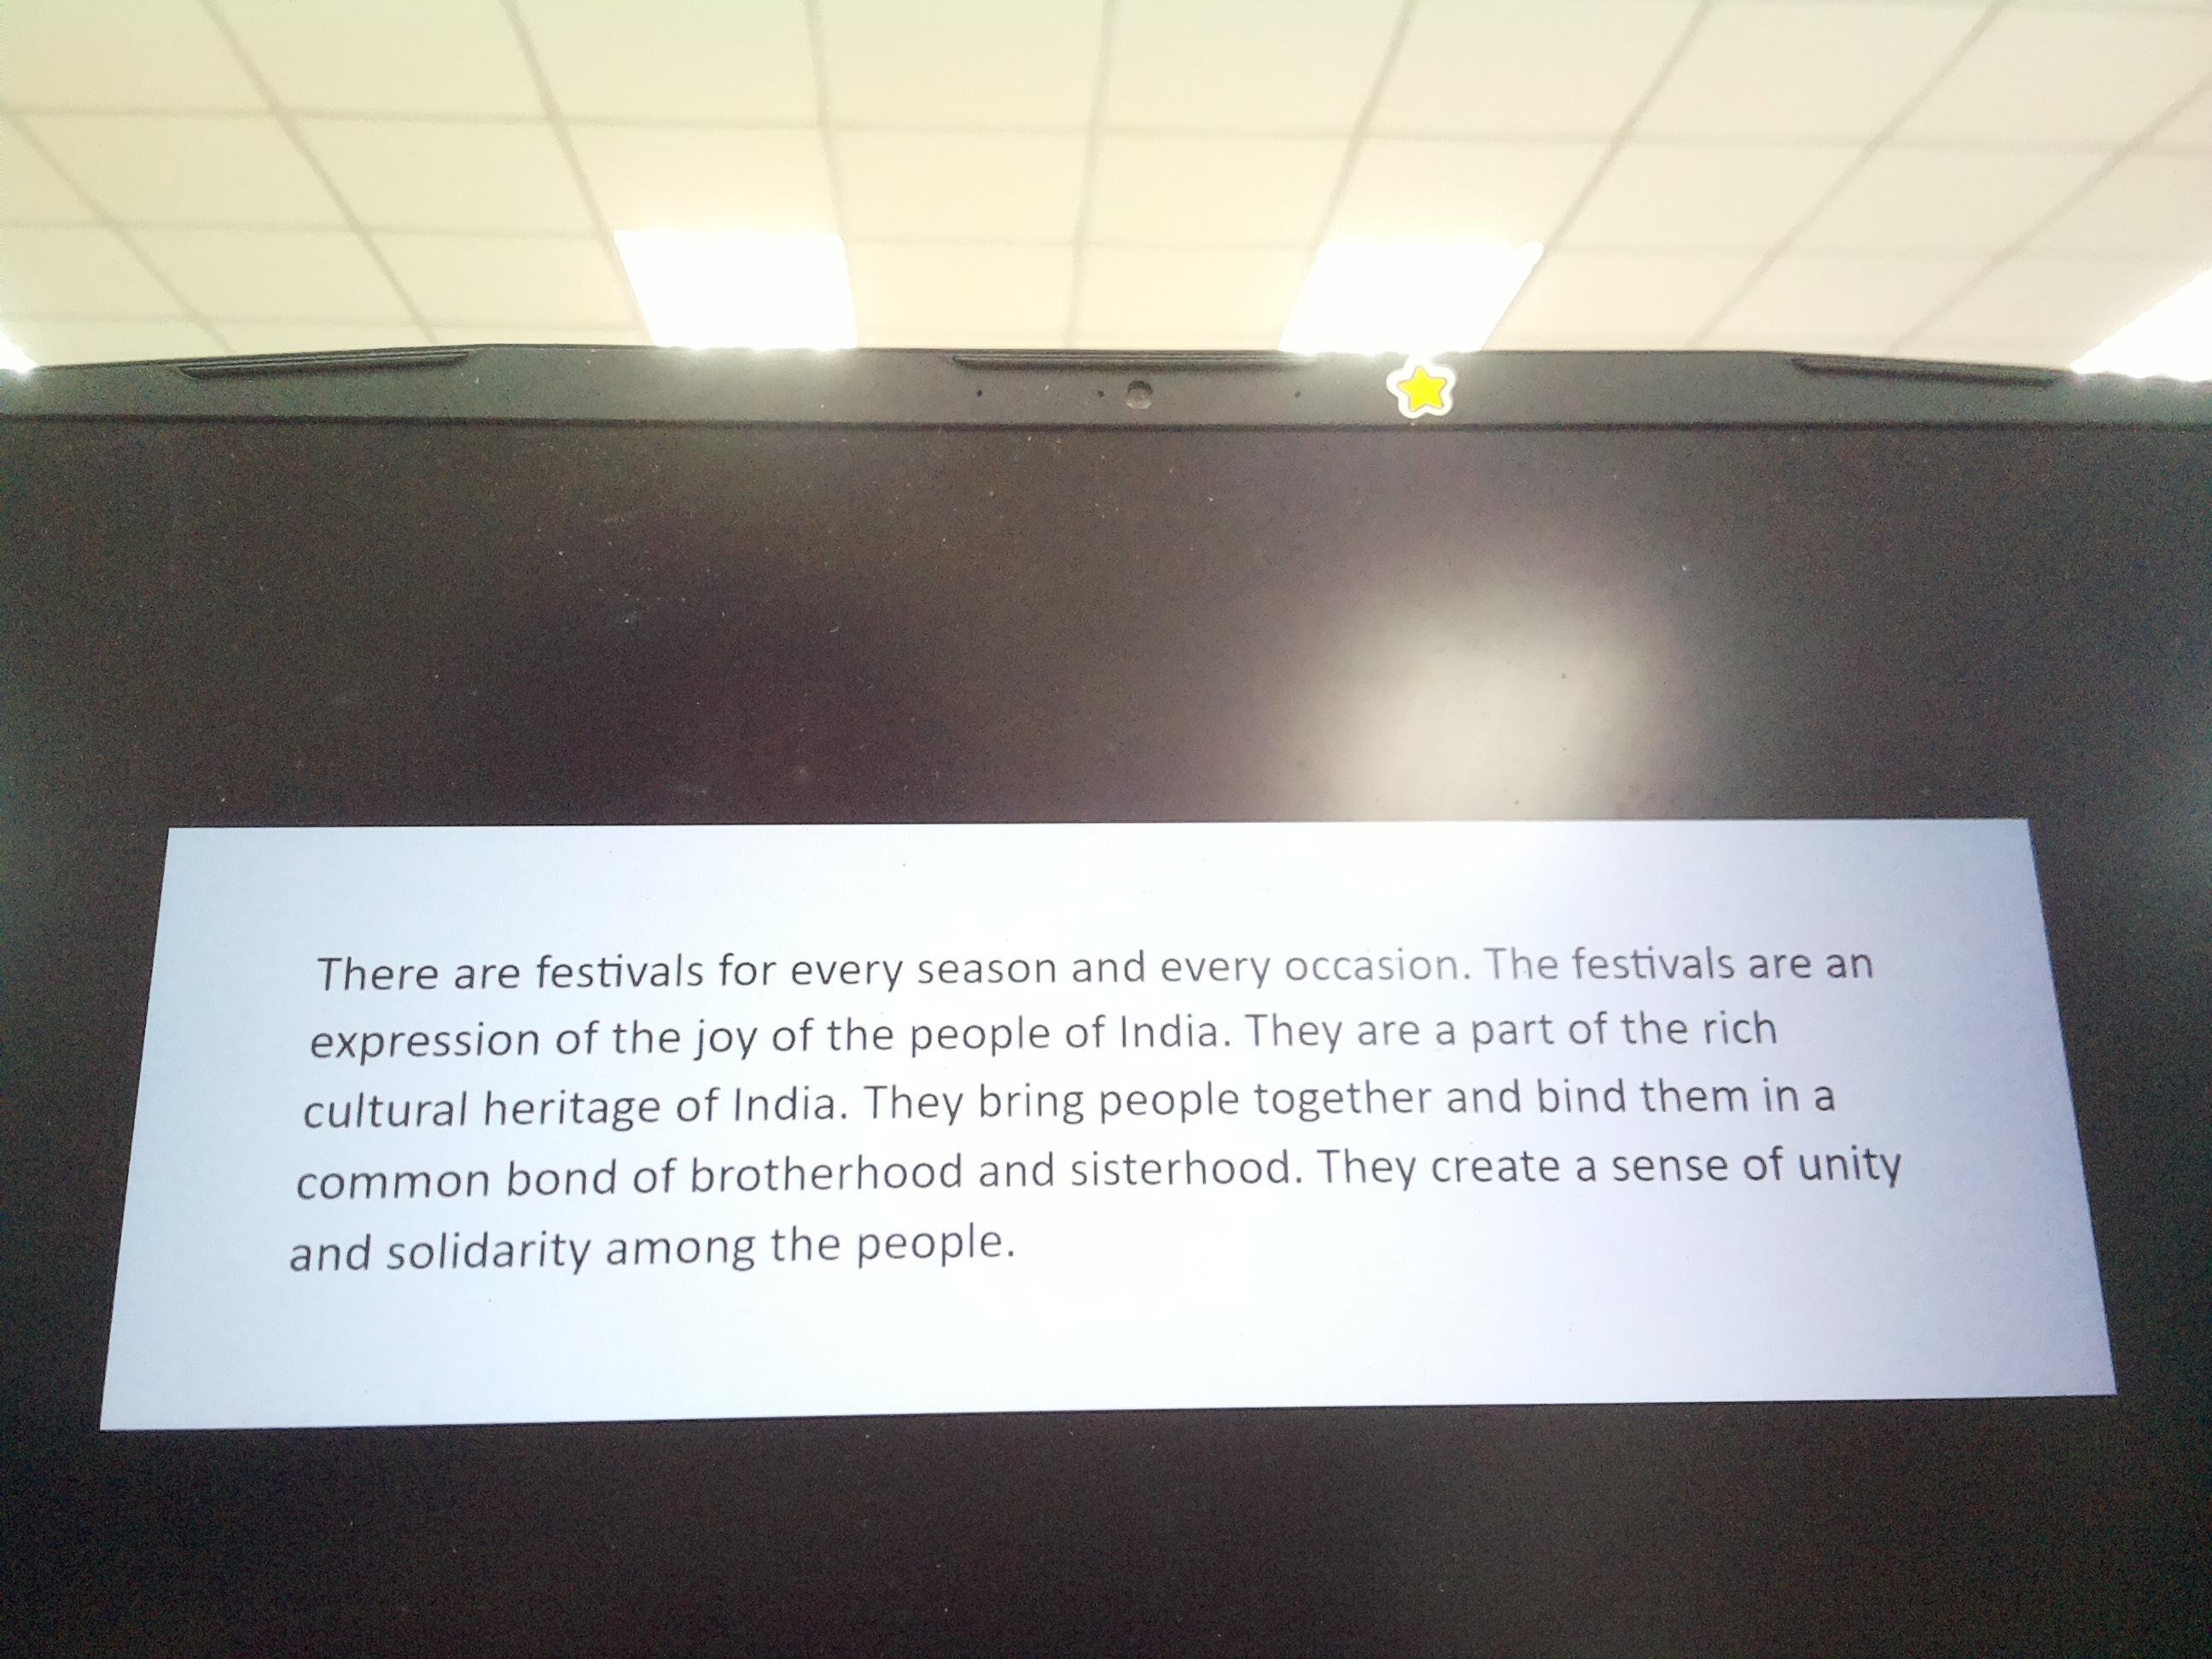 There are festivals for every season and every occasion. The festivals are an
expression of the joy of the people of India. They are a part of the rich
cultural heritage of India. They bring people together and bind them in a
common bond of brotherhood and sisterhood. They create a sense of unity
and solidarity among the people.